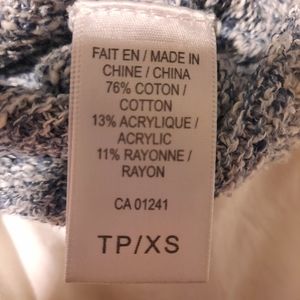 FAIT EN / MADE IN
CHINE / CHINA
76% COTON /
COTTON
13% ACRYLIQUE /
ACRYLIC
11% RAYONNE /
RAYON
CA 01241
TP/XS